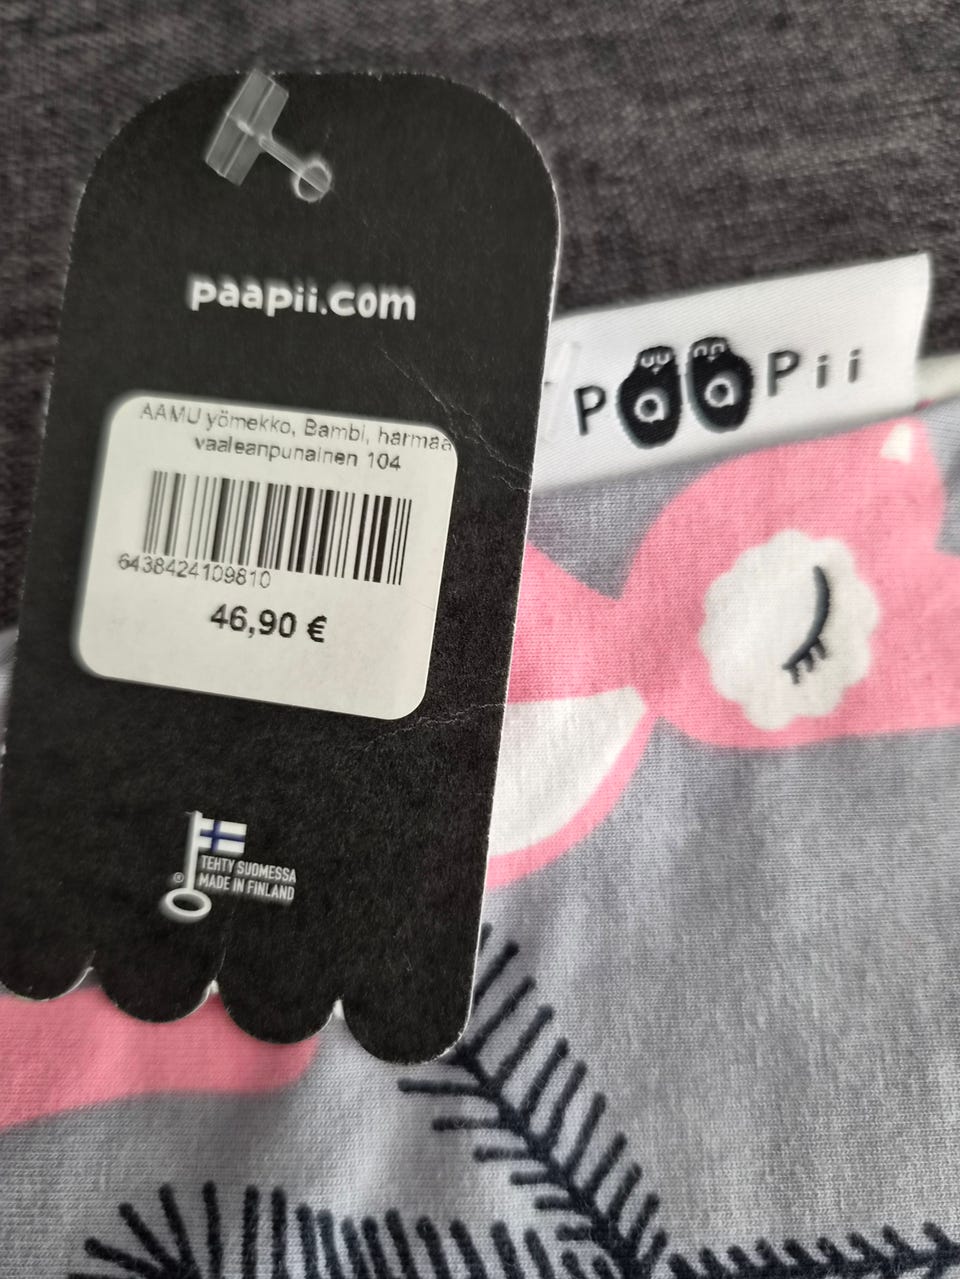 paapii.com
AAMU yömekko, Bambi, harmaa
vaaleanpunainen 104
6438424109810
46,90 €
® TEHTY SUOMESSA
MADE IN FINLAND
PaaPii